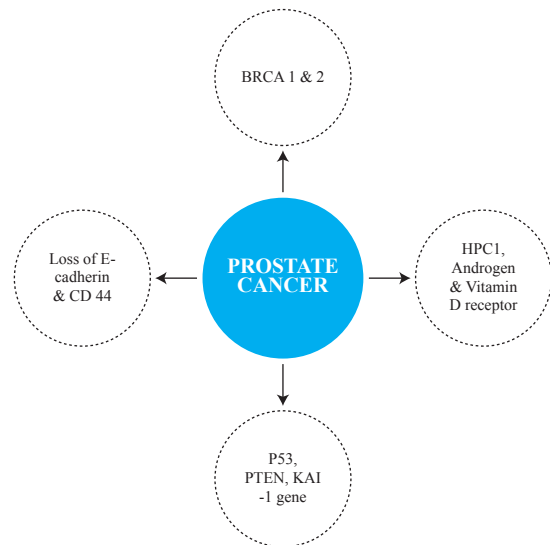 BRCA 1 & 2
Loss of E-
cadherin
& CD 44
PROSTATE
CANCER
HPC1,
Androgen
& Vitamin
D receptor
P53,
PTEN, KAI
-1 gene